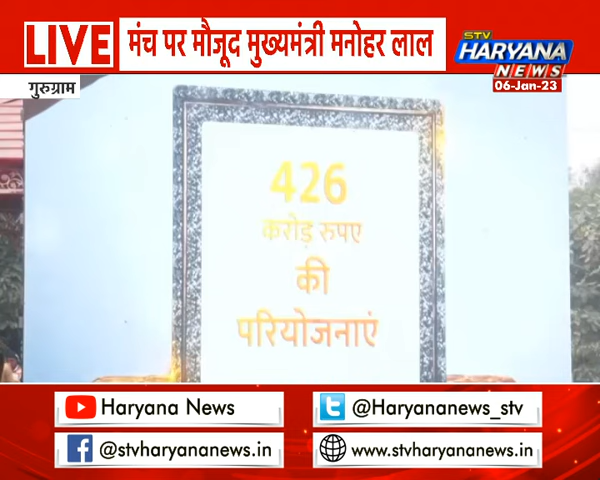 LIVE
मंच पर मौजूद मुख्यमंत्री मनोहर लाल
STV
HARYANA
NEWS
गुरुग्राम
06-Jan-23
426
करोड़ रुपए
की
परियोजनाएं
Haryana News
@Haryananews_stv
@stvharyananews.in
www.stvharyananews.in